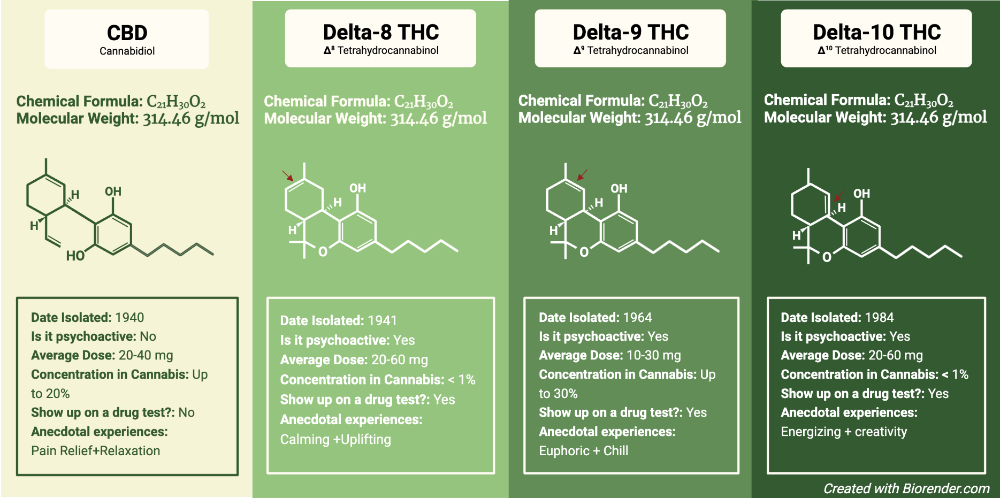 CBD
Cannabidiol
Chemical Formula: C₂₁H₃₀O₂
Molecular Weight: 314.46 g/mol
H
OH
H
HO
Date Isolated: 1940
Is it psychoactive: No
Average Dose: 20-40 mg
Concentration in Cannabis: Up
to 20%
Show up on a drug test?: No
Anecdotal experiences:
Pain Relief+Relaxation
Delta-8 THC
Δ⁸ Tetrahydrocannabinol
Chemical Formula: C₂₁H₃₀O₂
Molecular Weight: 314.46 g/mol
OH
H
H
O
Date Isolated: 1941
Is it psychoactive: Yes
Average Dose: 20-60 mg
Concentration in Cannabis: < 1%
Show up on a drug test?: Yes
Anecdotal experiences:
Calming +Uplifting
Delta-9 THC
Δ⁹ Tetrahydrocannabinol
Chemical Formula: C₂₁H₃₀O₂
Molecular Weight: 314.46 g/mol
OH
H
H
O
Date Isolated: 1964
Is it psychoactive: Yes
Average Dose: 10-30 mg
Concentration in Cannabis: Up
to 30%
Show up on a drug test?: Yes
Anecdotal experiences:
Euphoric + Chill
Delta-10 THC
Δ¹⁰ Tetrahydrocannabinol
Chemical Formula: C₂₁H₃₀O₂
Molecular Weight: 314.46 g/mol
OH
H
H
O
Date Isolated: 1984
Is it psychoactive: Yes
Average Dose: 20-60 mg
Concentration in Cannabis: < 1%
Show up on a drug test?: Yes
Anecdotal experiences:
Energizing + creativity
Created with Biorender.com